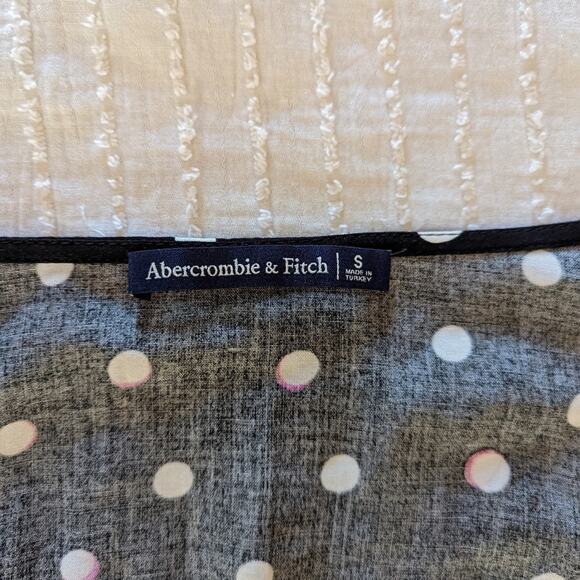 Abercrombie & Fitch
S
MADE IN
TURKEY